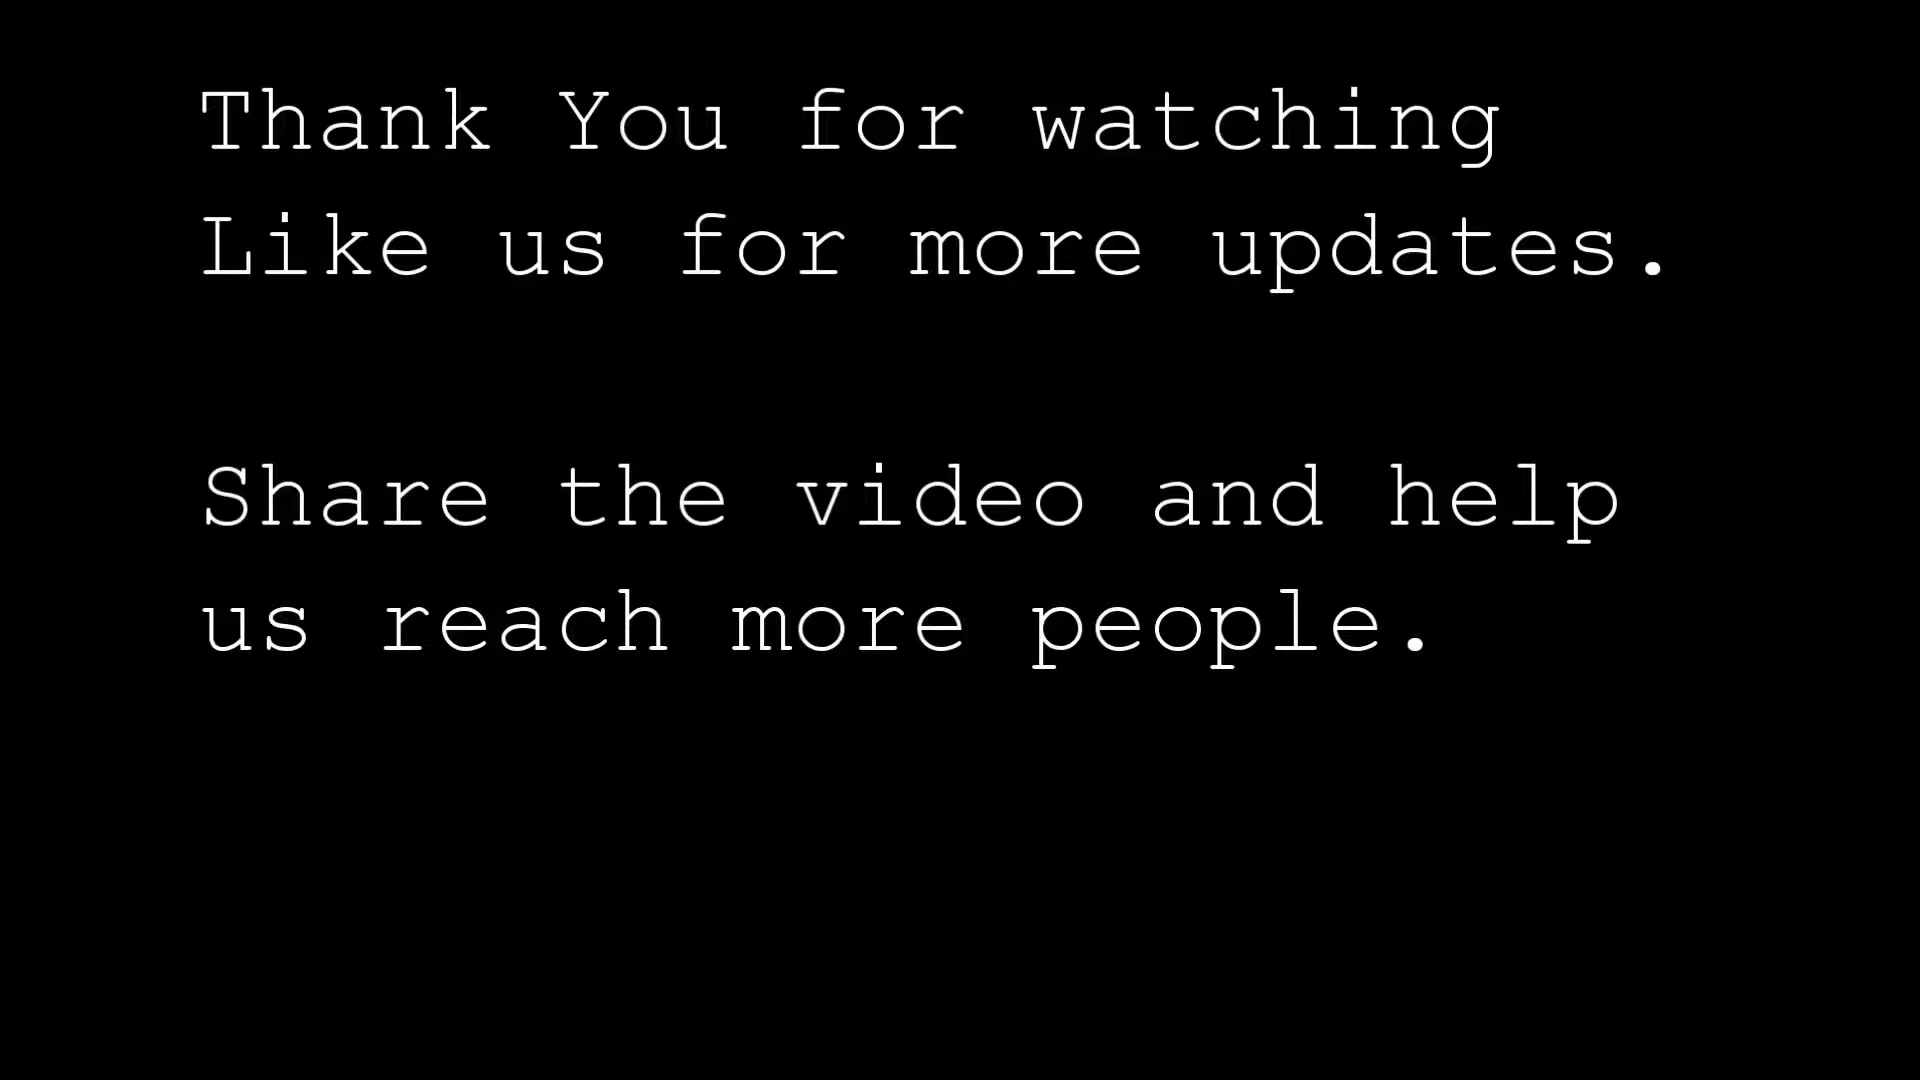 Thank You for watching
Like us for more updates.
Share the video and help
us reach more people.